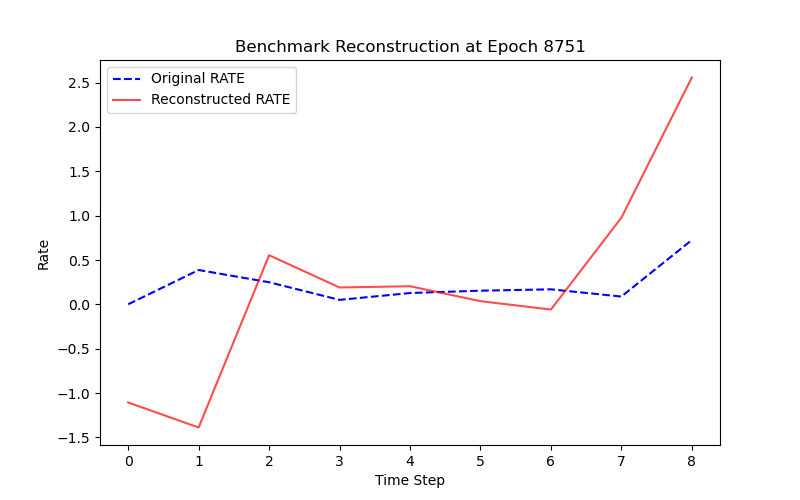 Benchmark Reconstruction at Epoch 8751
Original RATE
Reconstructed RATE
2.5
2.0
1.5
1.0
0.5
0.0
−0.5
−1.0
−1.5
Rate
0 1 2 3 4 5 6 7 8
Time Step